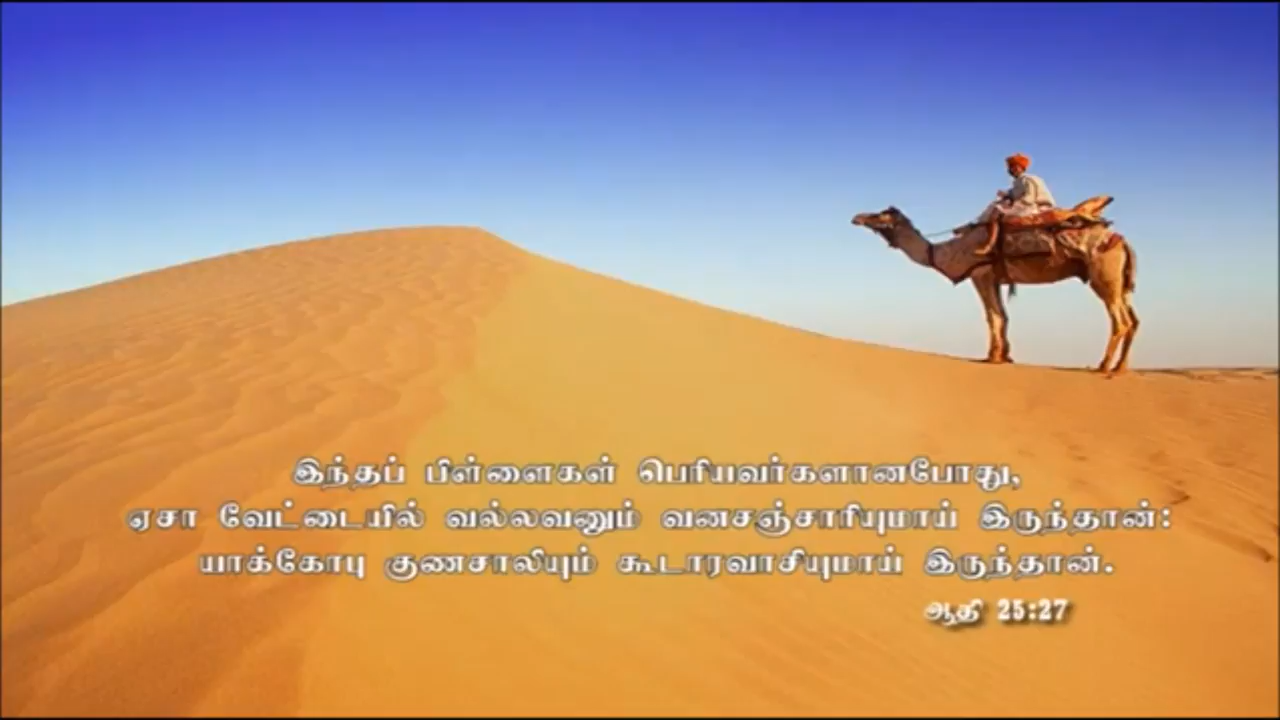 இந்தப் பிள்ளைகள் பெரியவர்களானபோது,
ஏசா வேட்டையில் வல்லவனும் வனசஞ்சாரியுமாய் இருந்தான்:
யாக்கோபு குணசாலியும் கூடாரவாசியுமாய் இருந்தான்.
ஆதி 25:27